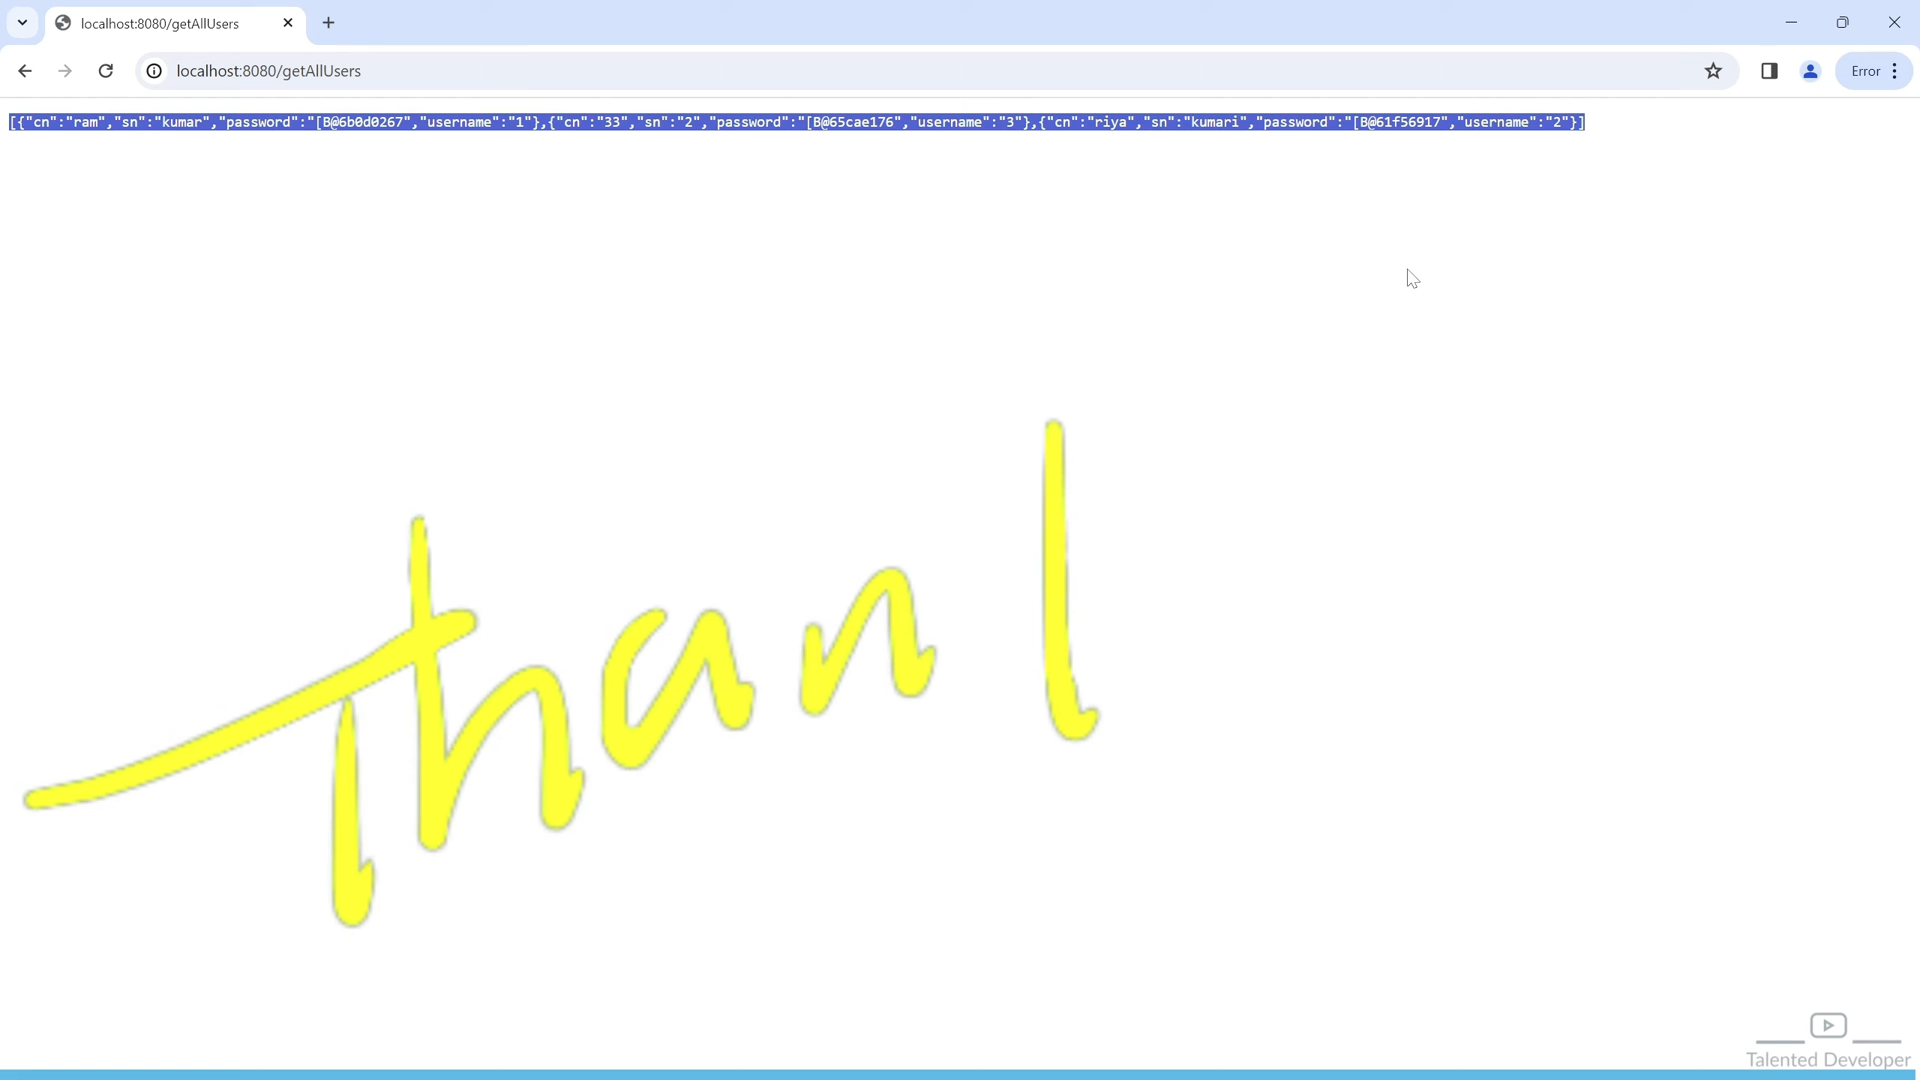 localhost:8080/getAllUsers
localhost:8080/getAllUsers
Error
[{"cn":"ram","sn":"kumar","password":"[B@6b0d0267","username":"1"},{"cn":"33","sn":"2","password":"[B@65cae176","username":"3"},{"cn":"riya","sn":"kumari","password":"[B@61f56917","username":"2"}]
Than l
Talented Developer